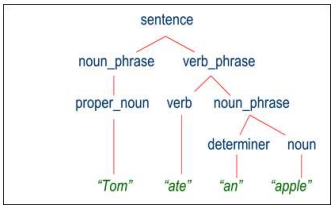 sentence
noun_phrase verb_phrase
proper_noun verb noun_phrase
determiner noun
"Tom" "ate" "an" "apple"